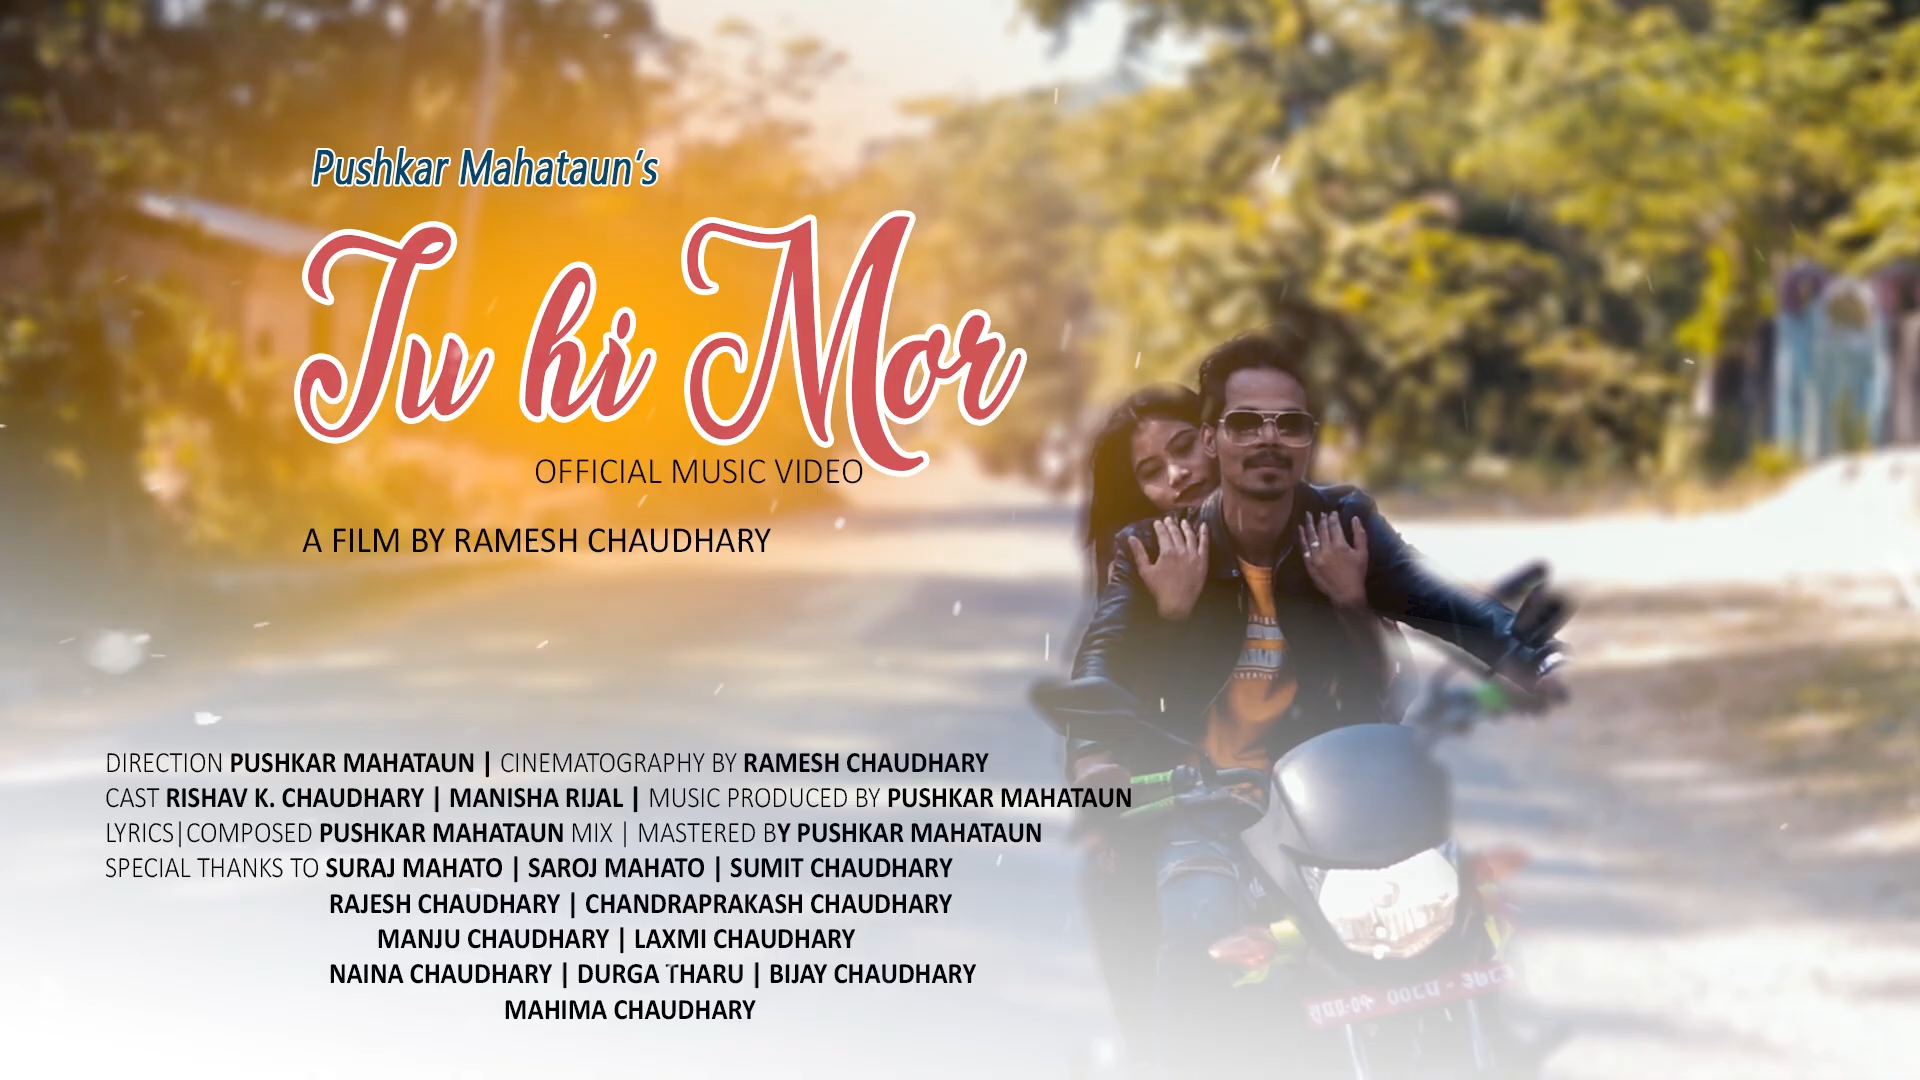 Pushkar Mahataun's
Tu hi Mor
OFFICIAL MUSIC VIDEO
A FILM BY RAMESH CHAUDHARY
DIRECTION PUSHKAR MAHATAUN | CINEMATOGRAPHY BY RAMESH CHAUDHARY
CAST RISHAV K. CHAUDHARY | MANISHA RIJAL | MUSIC PRODUCED BY PUSHKAR MAHATAUN
LYRICS|COMPOSED PUSHKAR MAHATAUN MIX | MASTERED BY PUSHKAR MAHATAUN
SPECIAL THANKS TO SURAJ MAHATO | SAROJ MAHATO | SUMIT CHAUDHARY
RAJESH CHAUDHARY | CHANDRAPRAKASH CHAUDHARY
MANJU CHAUDHARY | LAXMI CHAUDHARY
NAINA CHAUDHARY | DURGA THARU | BIJAY CHAUDHARY
MAHIMA CHAUDHARY